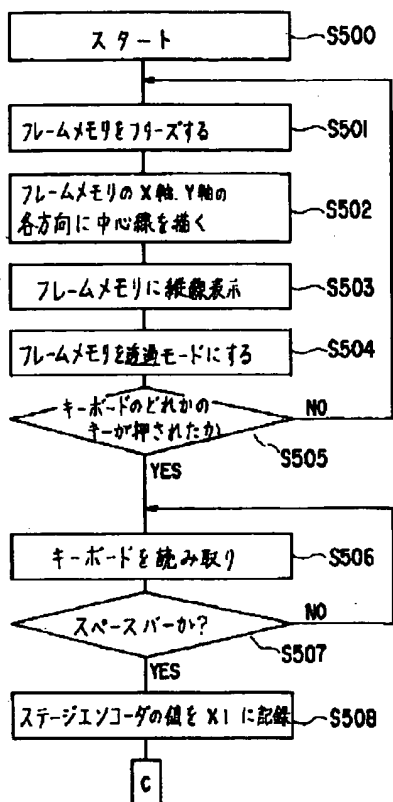 スタート
S500
フレームメモリをフリーズする
S501
フレームメモリの X軸、Y軸の
各方向に中心線を描く
S502
フレームメモリに縦線表示
S503
フレームメモリを透過モードにする
S504
キーボードのどれかの
キーが押されたか
NO
S505
YES
キーボードを読み取り
S506
スペースバーか?
NO
S507
YES
ステージエンコーダの値を X1 に記録
S508
C